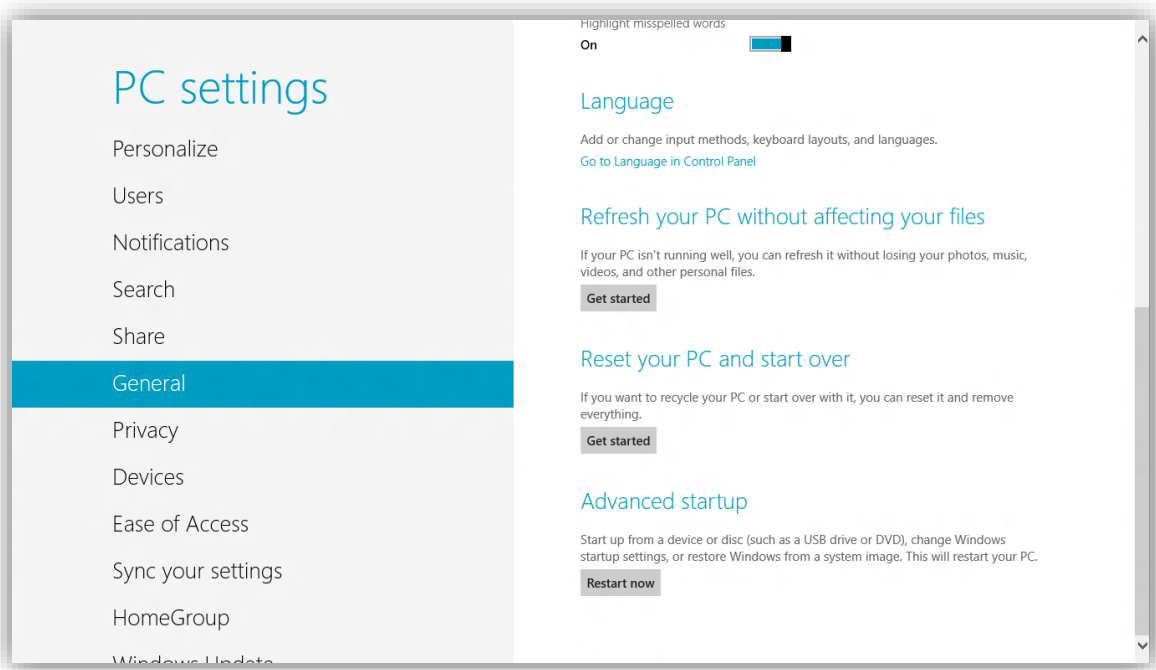 PC settings
Personalize
Users
Notifications
Search
Share
General
Privacy
Devices
Ease of Access
Sync your settings
HomeGroup
Windows Update
Highlight misspelled words
On
Language
Add or change input methods, keyboard layouts, and languages.
Go to Language in Control Panel
Refresh your PC without affecting your files
If your PC isn't running well, you can refresh it without losing your photos, music,
videos, and other personal files.
Get started
Reset your PC and start over
If you want to recycle your PC or start over with it, you can reset it and remove
everything.
Get started
Advanced startup
Start up from a device or disc (such as a USB drive or DVD), change Windows
startup settings, or restore Windows from a system image. This will restart your PC.
Restart now